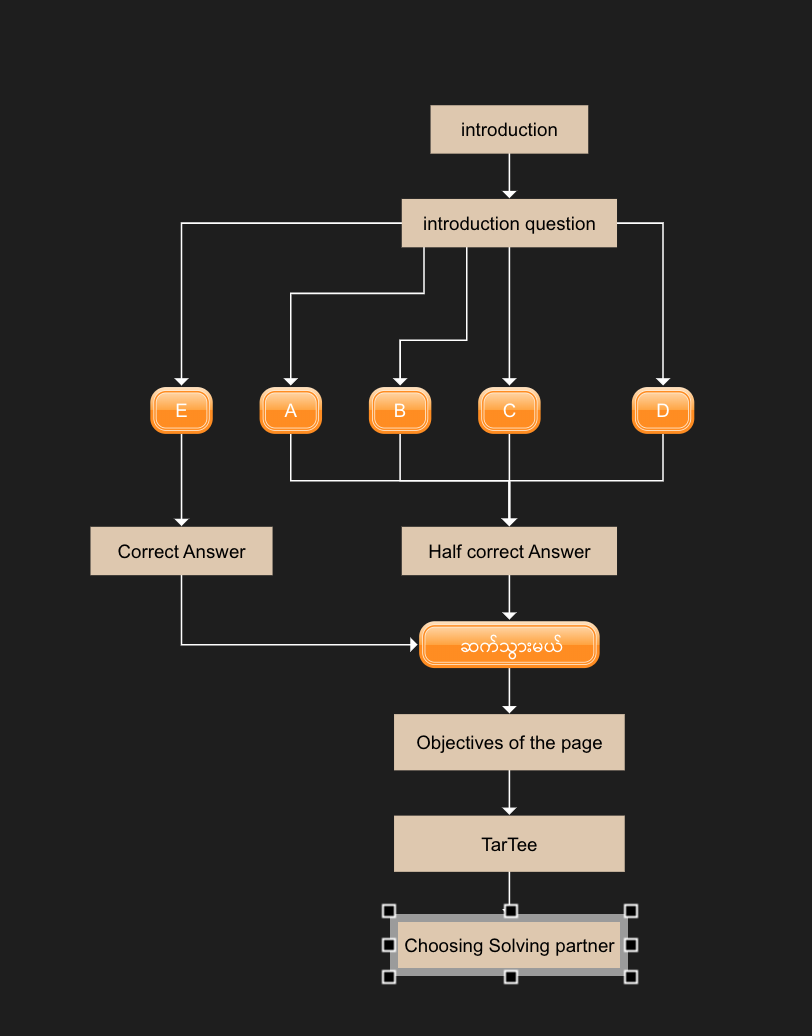 introduction
introduction question
E
A
B
C
D
Correct Answer
Half correct Answer
ဆက်သွားမယ်
Objectives of the page
TarTee
Choosing Solving partner